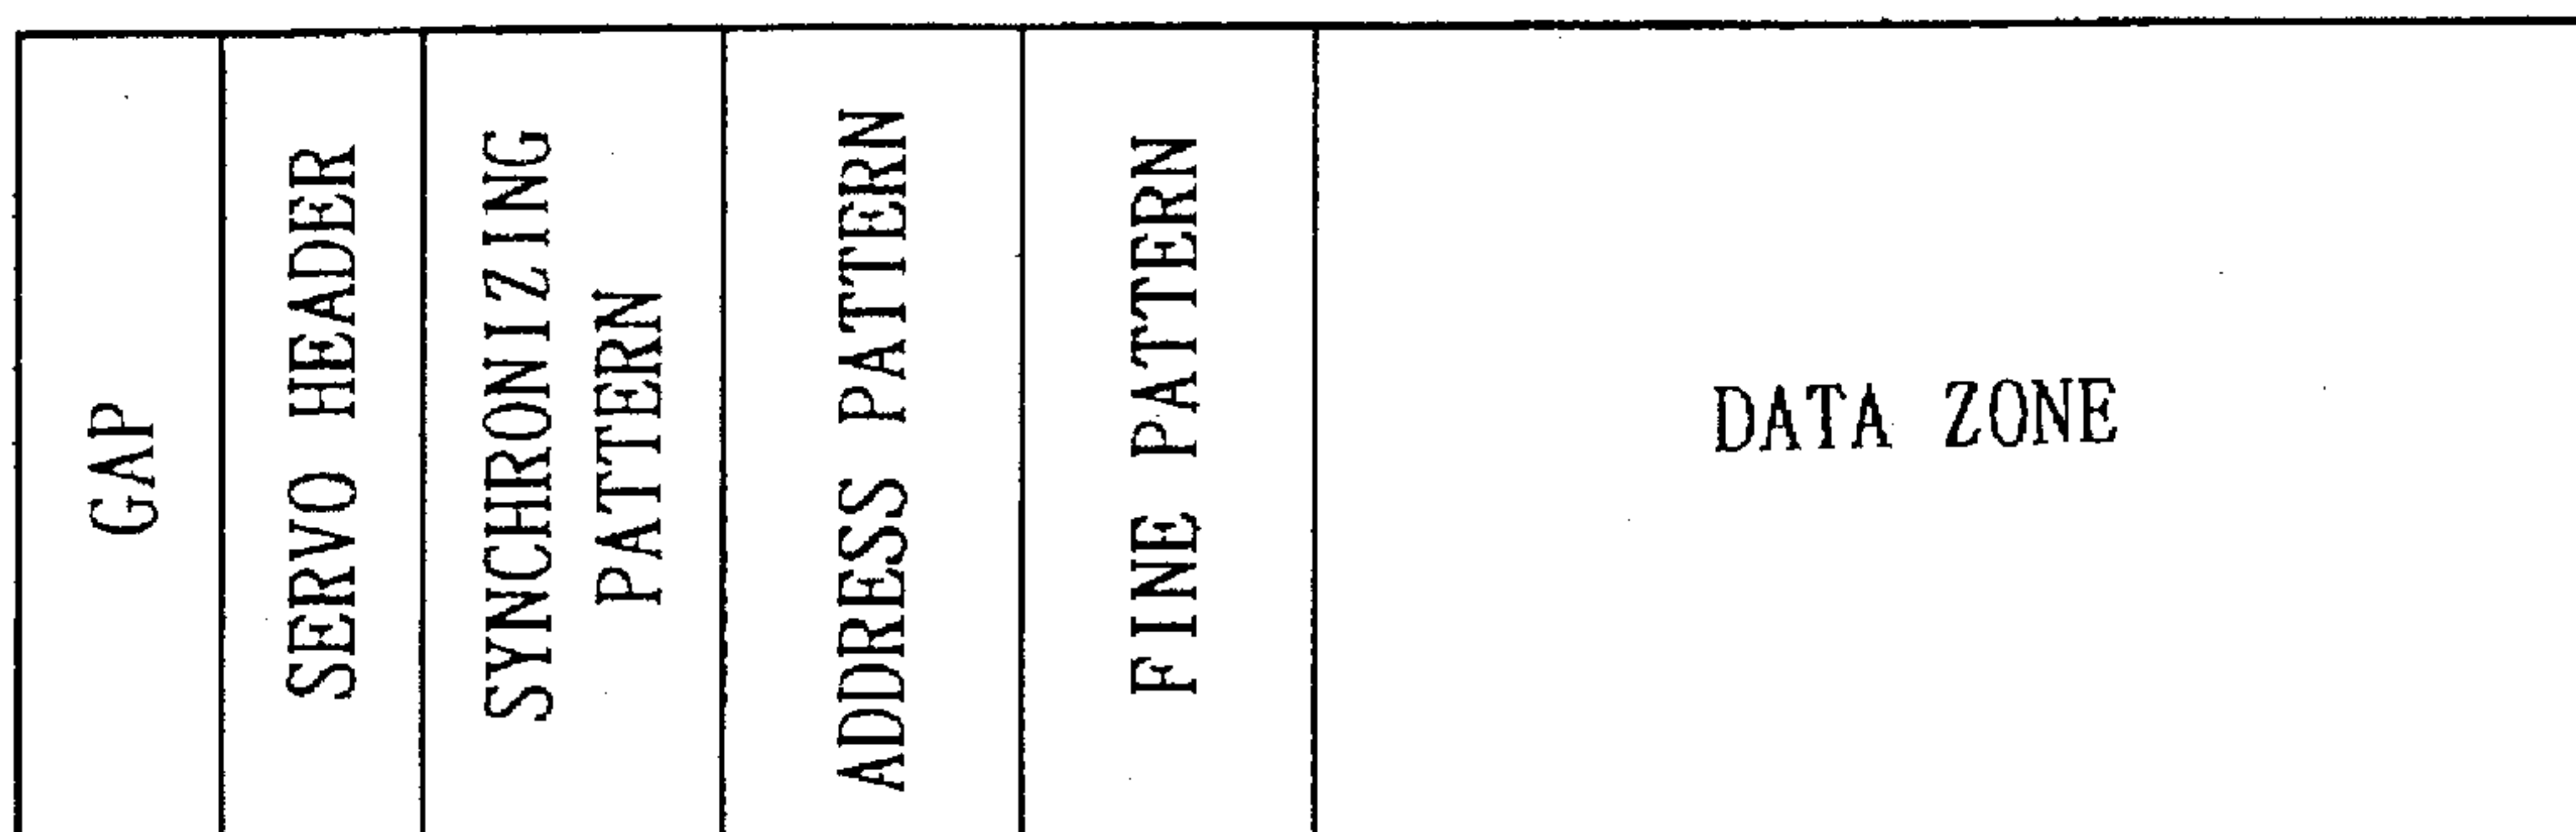 GAP
SERVO HEADER
SYNCHRONIZING
PATTERN
ADDRESS PATTERN
FINE PATTERN
DATA ZONE